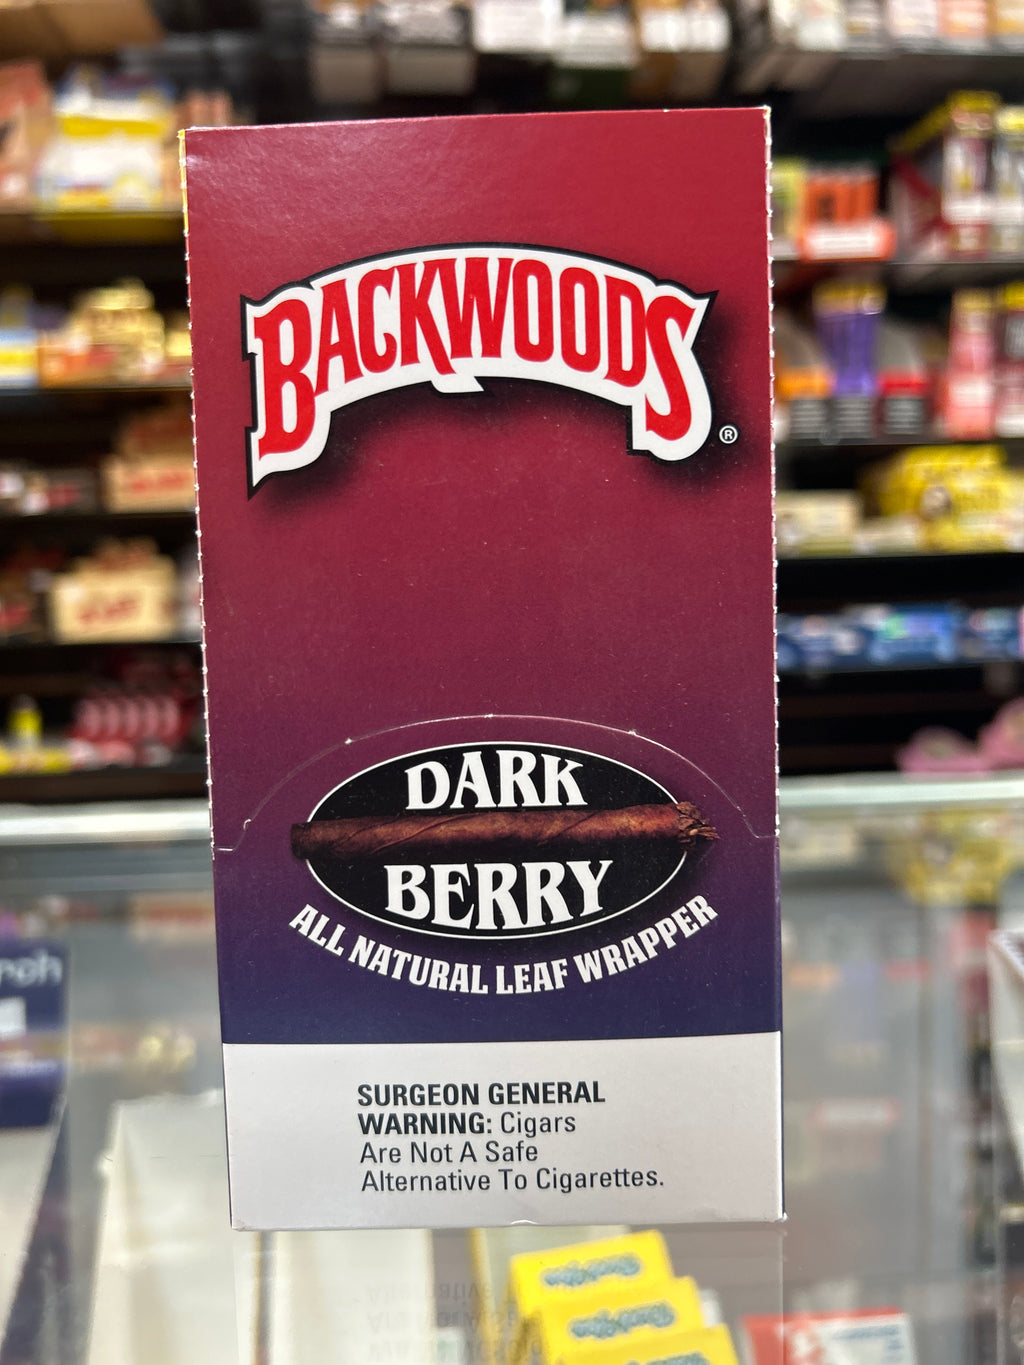 BACKWOODS
®
DARK
BERRY
ALL NATURAL LEAF WRAPPER
SURGEON GENERAL
WARNING: Cigars
Are Not A Safe
Alternative To Cigarettes.